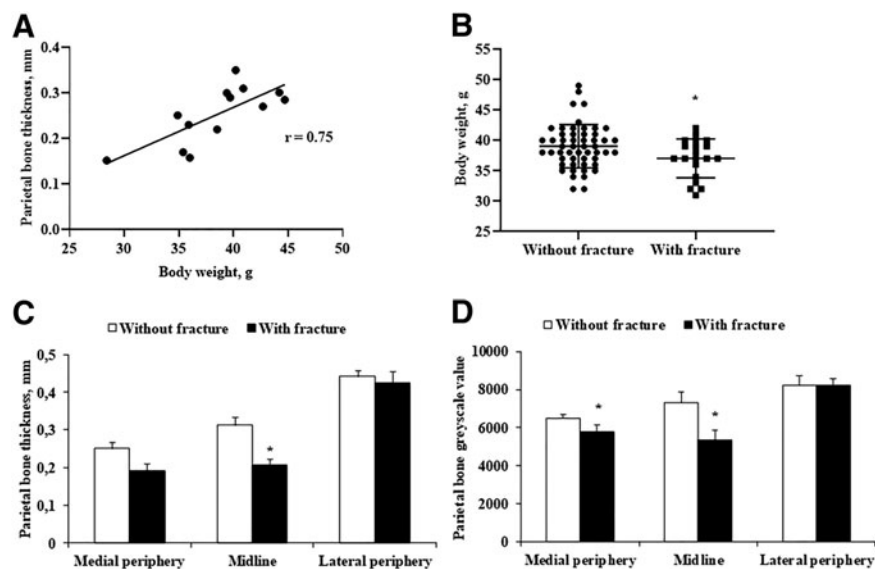 A
Parietal bone thickness, mm
0.4
0.3
0.2
0.1
0.0
r = 0.75
25 30 35 40 45 50
Body weight, g
B
Body weight, g
55
50
45
40
35
30
25
*
Without fracture With fracture
C
Without fracture With fracture
Parietal bone thickness, mm
0,5
0,4
0,3
0,2
0,1
0
*
Medial periphery Midline Lateral periphery
D
Without fracture With fracture
Parietal bone greyscale value
10000
8000
6000
4000
2000
0
* *
Medial periphery Midline Lateral periphery